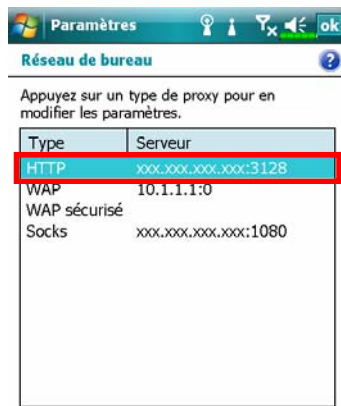 Paramètres ok
Réseau de bureau ?
Appuyez sur un type de proxy pour en
modifier les paramètres.
Type Serveur
HTTP xxx.xxx.xxx.xxx:3128
WAP 10.1.1.1:0
WAP sécurisé
Socks xxx.xxx.xxx.xxx:1080